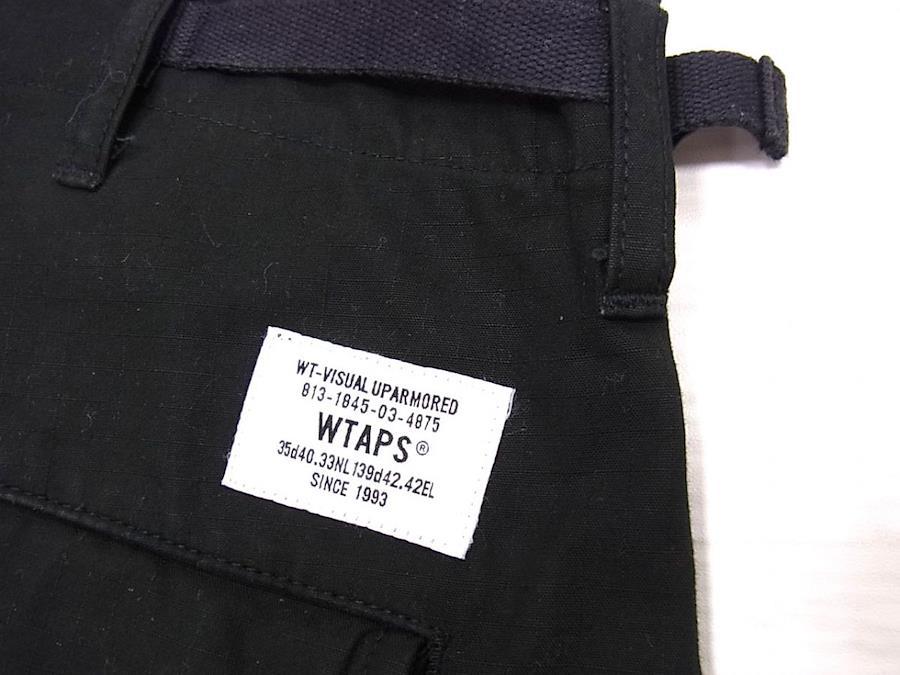 WT-VISUAL UPARMORED
813-1845-03-4875
WTAPS®
35d40.33NL139d42.42EL
SINCE 1993